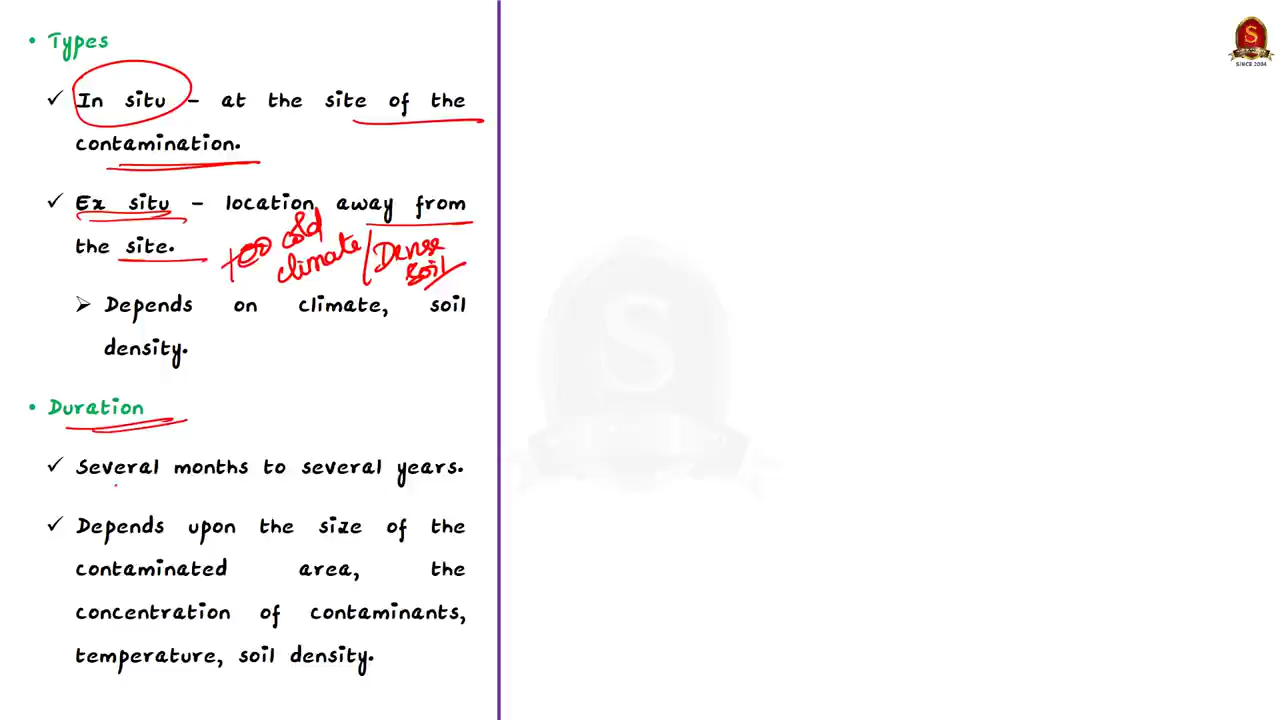 • Types
✓ In situ - at the site of the
contamination.
✓ Ex situ - location away from
the site.
too cold
climate / Dense
soil
➢ Depends on climate, soil
density.
• Duration
✓ Several months to several years.
✓ Depends upon the size of the
contaminated area, the
concentration of contaminants,
temperature, soil density.
S
SINCE 2004
S